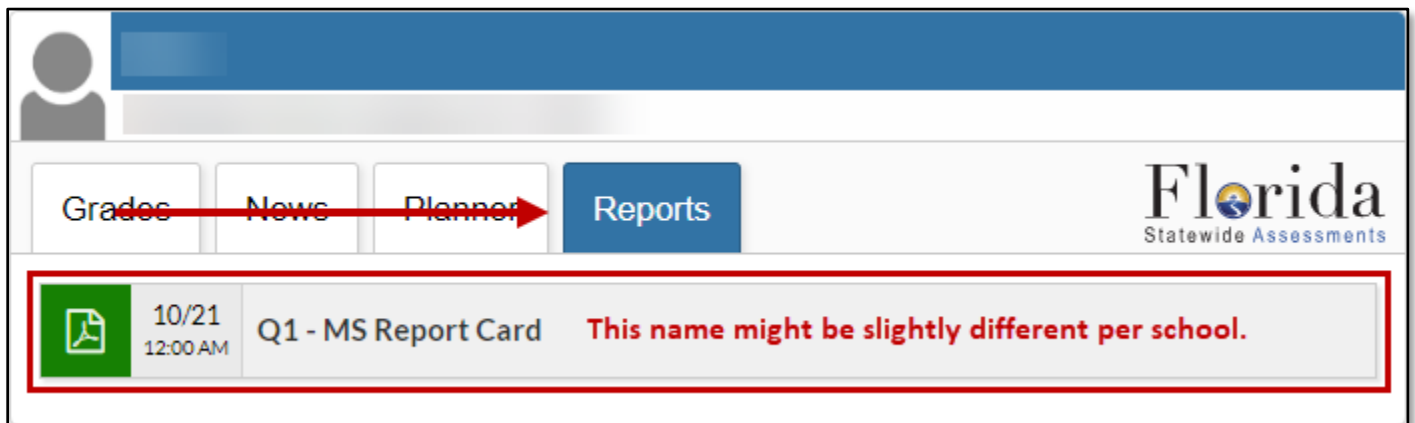 Grades News Planner Reports
Florida
Statewide Assessments
10/21
12:00 AM
Q1 - MS Report Card This name might be slightly different per school.